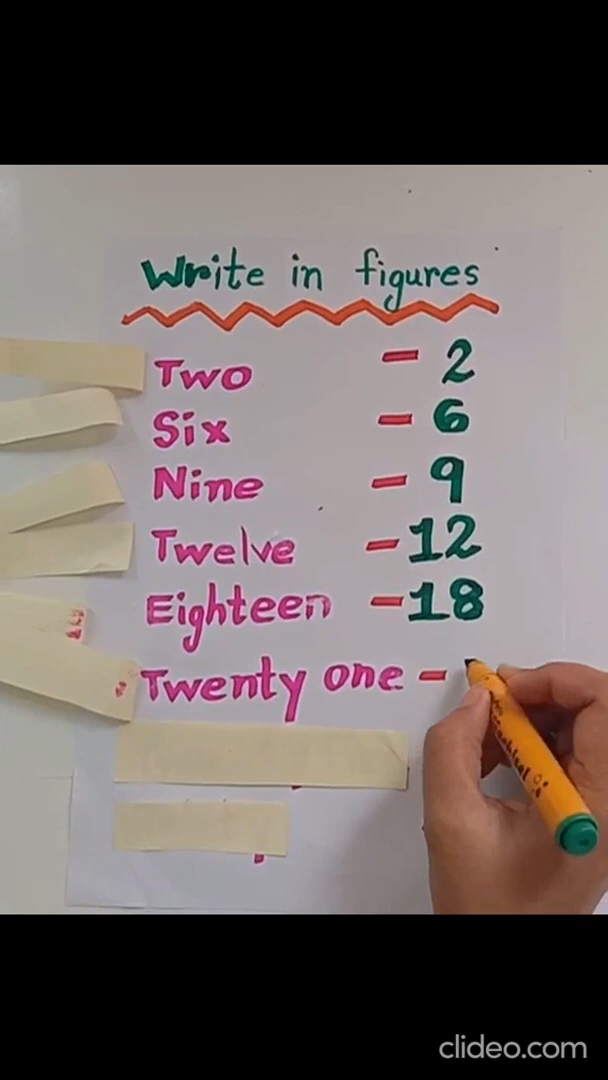 Write in figures
Two - 2
Six - 6
Nine - 9
Twelve - 12
Eighteen - 18
Twenty one -
clideo.com